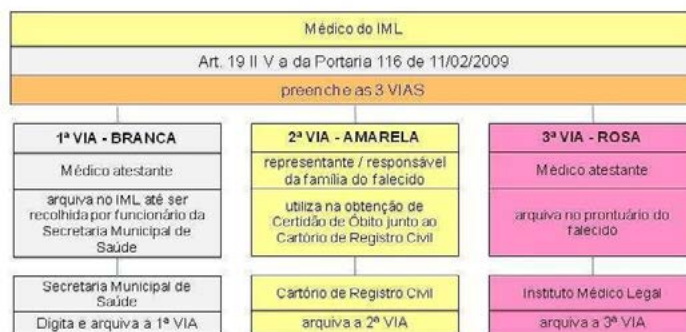 Médico do IML
Art. 19 II V a da Portaria 116 de 11/02/2009
preenche as 3 VIAS
1ª VIA - BRANCA
Médico atestante
arquiva no IML até ser
recolhida por funcionário da
Secretaria Municipal de
Saúde
Secretaria Municipal de
Saúde
Digita e arquiva a 1ª VIA
2ª VIA - AMARELA
representante / responsável
da família do falecido
utiliza na obtenção de
Certidão de Óbito junto ao
Cartório de Registro Civil
Cartório de Registro Civil
arquiva a 2ª VIA
3ª VIA - ROSA
Médico atestante
arquiva no prontuário do
falecido
Instituto Médico Legal
arquiva a 3ª VIA